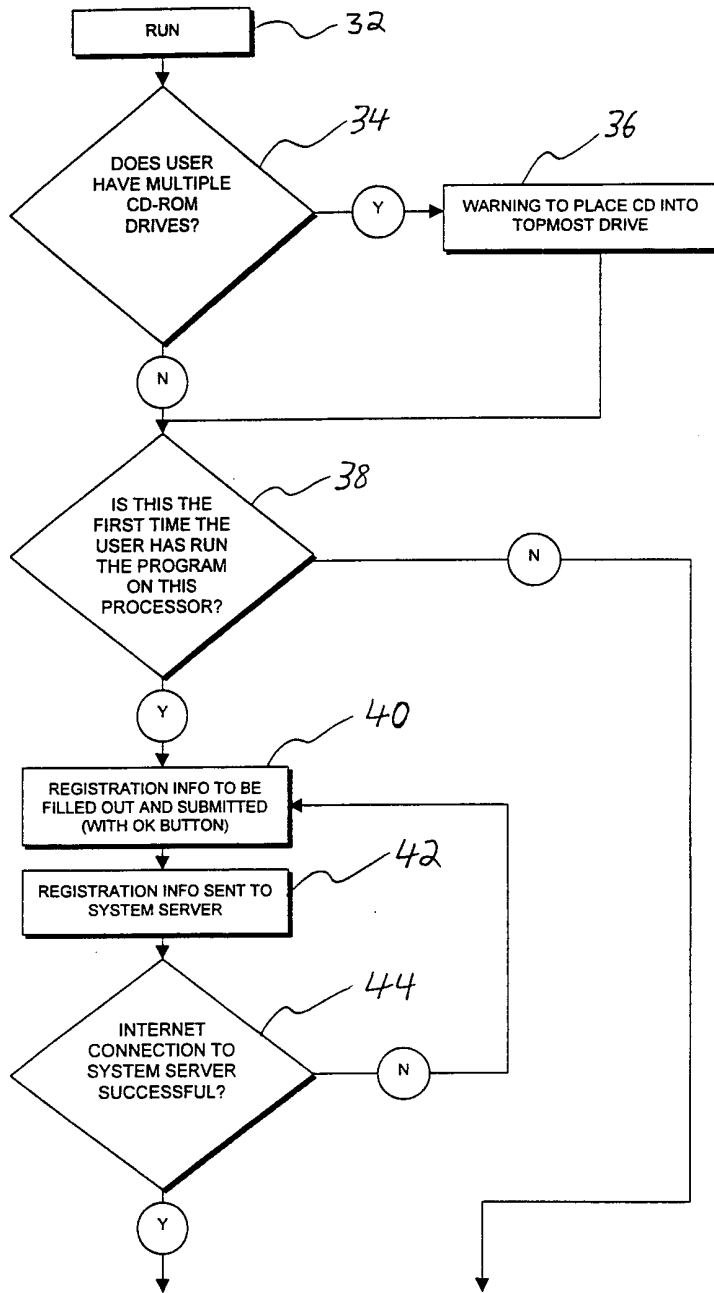 RUN
32
34
DOES USER
HAVE MULTIPLE
CD-ROM
DRIVES?
Y
36
WARNING TO PLACE CD INTO
TOPMOST DRIVE
N
38
IS THIS THE
FIRST TIME THE
USER HAS RUN
THE PROGRAM
ON THIS
PROCESSOR?
N
Y
40
REGISTRATION INFO TO BE
FILLED OUT AND SUBMITTED
(WITH OK BUTTON)
42
REGISTRATION INFO SENT TO
SYSTEM SERVER
44
INTERNET
CONNECTION TO
SYSTEM SERVER
SUCCESSFUL?
N
Y